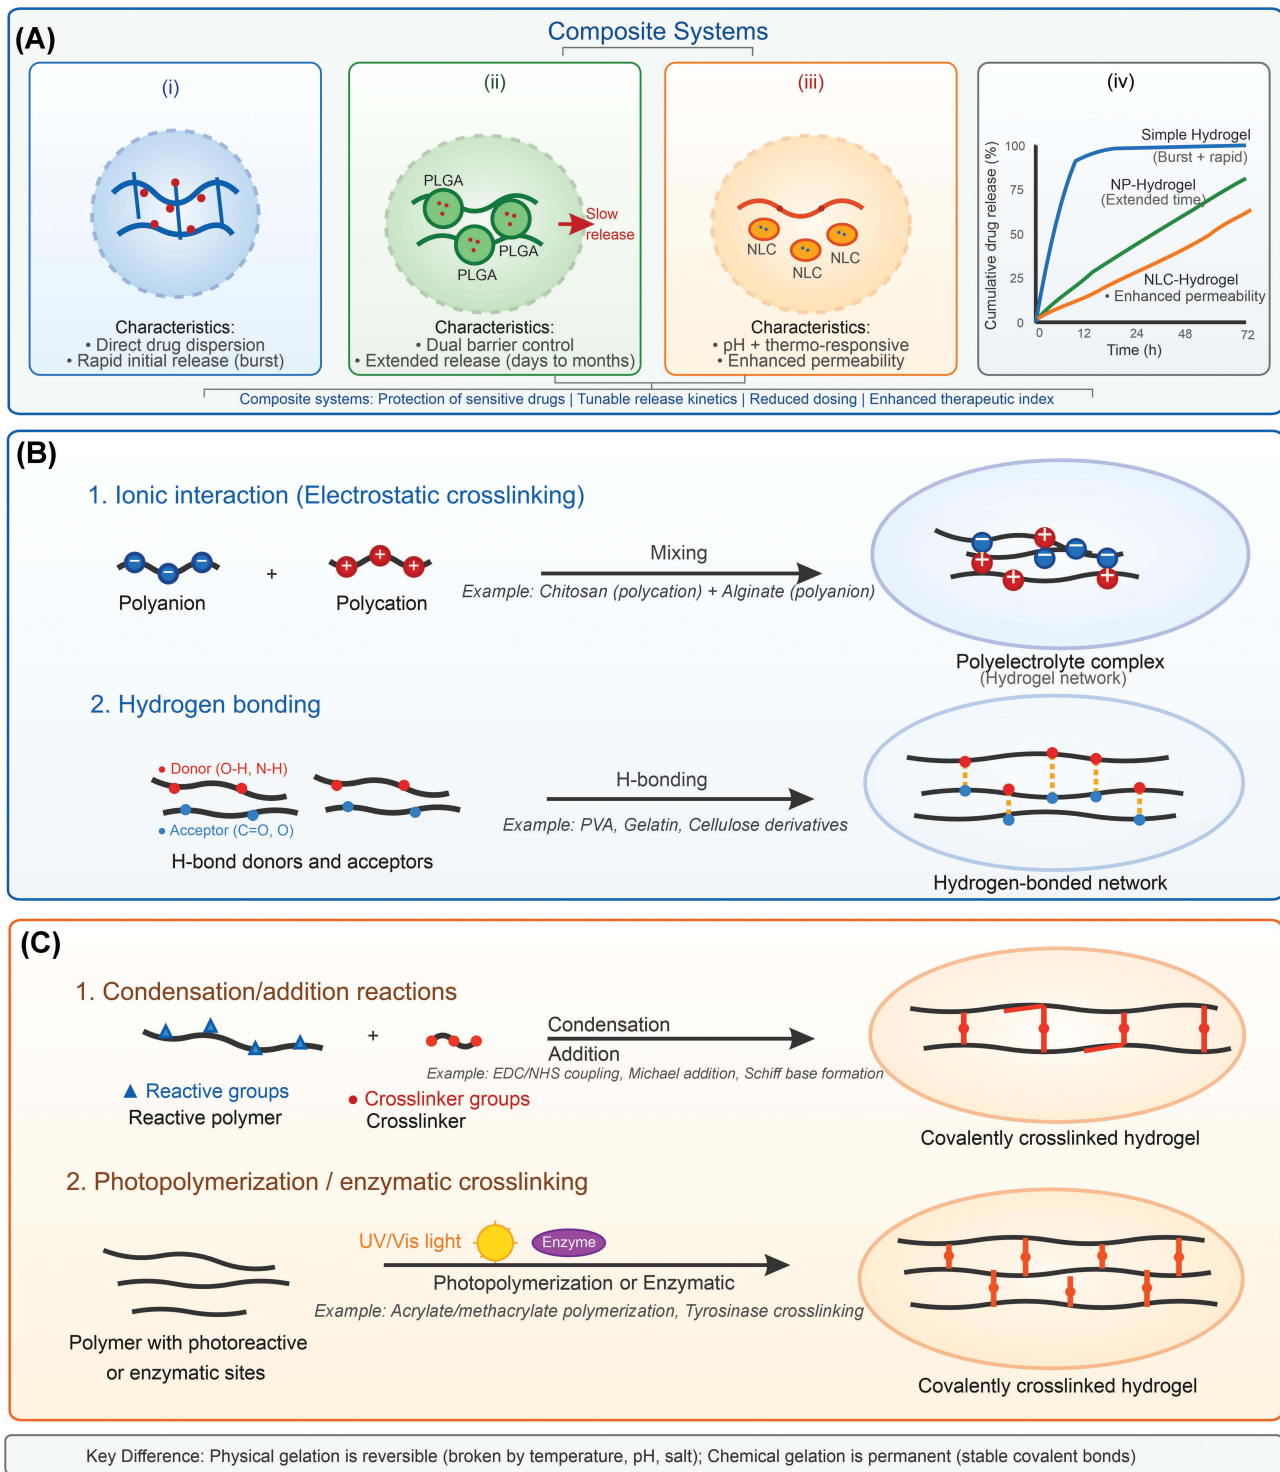 (A)
Composite Systems
(i)
Characteristics:
• Direct drug dispersion
• Rapid initial release (burst)
(ii)
PLGA
PLGA
PLGA
Slow
release
Characteristics:
• Dual barrier control
• Extended release (days to months)
(iii)
NLC
NLC
NLC
Characteristics:
• pH + thermo-responsive
• Enhanced permeability
(iv)
Cumulative drug release (%)
100
75
50
25
0
Simple Hydrogel
(Burst + rapid)
NP-Hydrogel
(Extended time)
NLC-Hydrogel
• Enhanced permeability
0 12 24 48 72
Time (h)
Composite systems: Protection of sensitive drugs | Tunable release kinetics | Reduced dosing | Enhanced therapeutic index
(B)
1. Ionic interaction (Electrostatic crosslinking)
− − −
Polyanion
+
+ + +
Polycation
Mixing
Example: Chitosan (polycation) + Alginate (polyanion)
− + − − − + + +
Polyelectrolyte complex
(Hydrogel network)
2. Hydrogen bonding
• Donor (O-H, N-H)
• Acceptor (C=O, O)
H-bond donors and acceptors
H-bonding
Example: PVA, Gelatin, Cellulose derivatives
Hydrogen-bonded network
(C)
1. Condensation/addition reactions
+
▲ Reactive groups
Reactive polymer
• Crosslinker groups
Crosslinker
Condensation
Addition
Example: EDC/NHS coupling, Michael addition, Schiff base formation
Covalently crosslinked hydrogel
2. Photopolymerization / enzymatic crosslinking
Polymer with photoreactive
or enzymatic sites
UV/Vis light
Enzyme
Photopolymerization or Enzymatic
Example: Acrylate/methacrylate polymerization, Tyrosinase crosslinking
Covalently crosslinked hydrogel
Key Difference: Physical gelation is reversible (broken by temperature, pH, salt); Chemical gelation is permanent (stable covalent bonds)